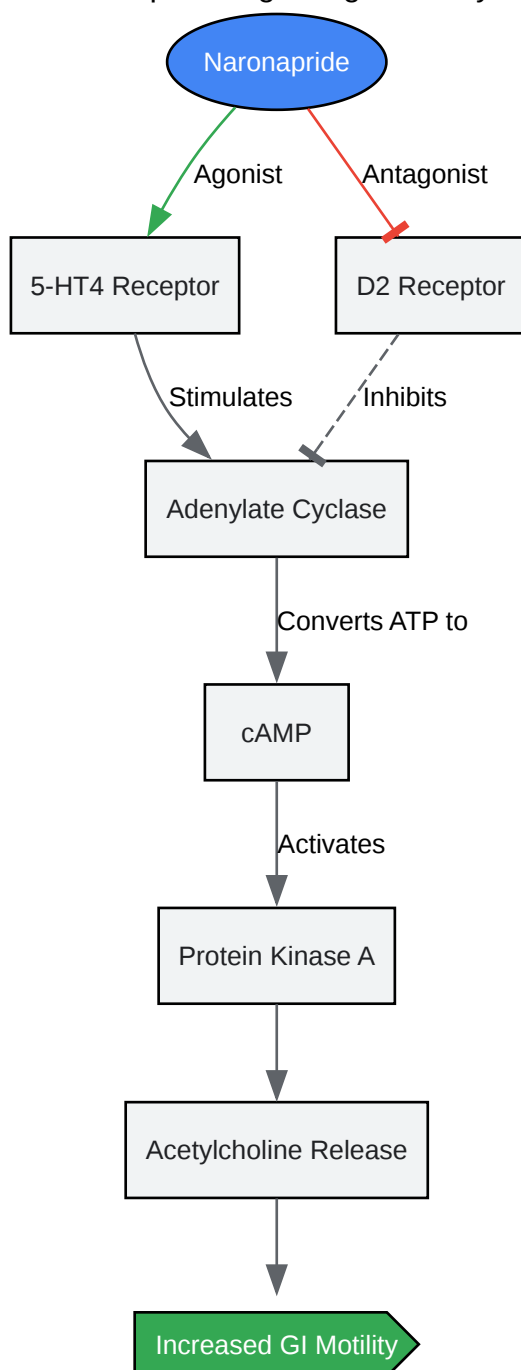 Naronapride
Agonist
Antagonist
5-HT4 Receptor
D2 Receptor
Stimulates
Inhibits
Adenylate Cyclase
Converts ATP to
cAMP
Activates
Protein Kinase A
Acetylcholine Release
Increased GI Motility